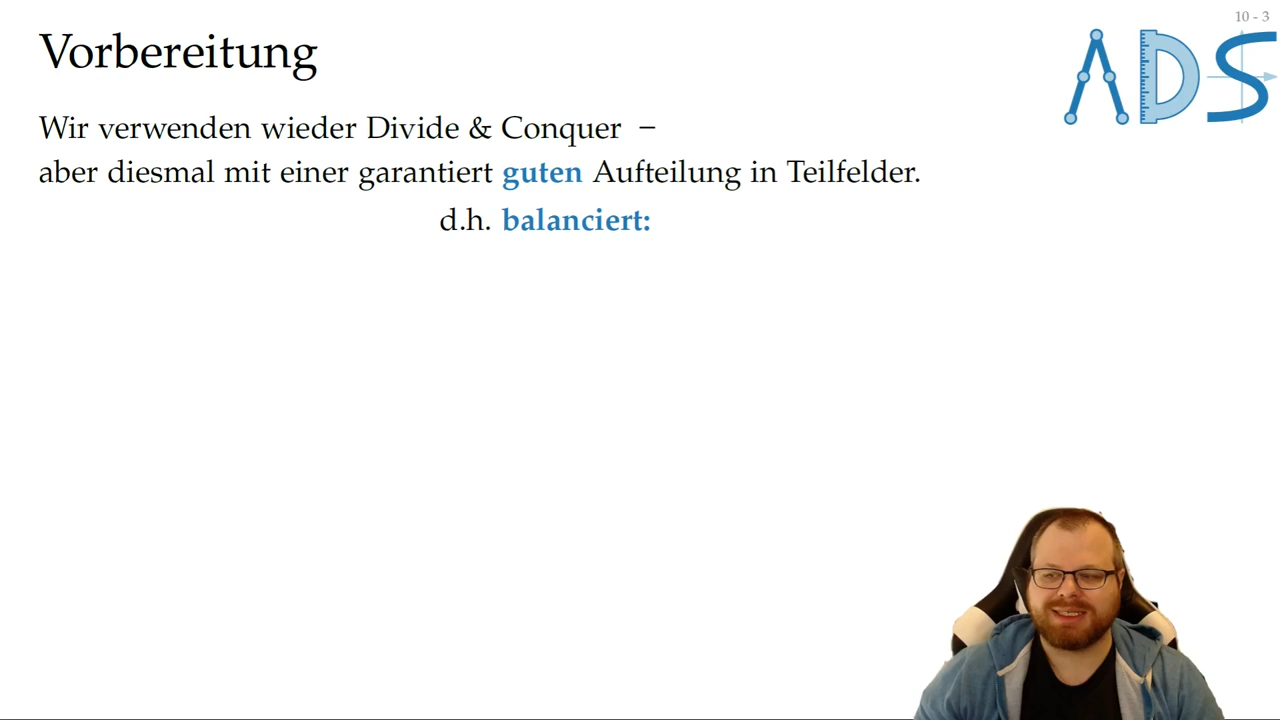 10 - 3
Vorbereitung
ADS
Wir verwenden wieder Divide & Conquer –
aber diesmal mit einer garantiert guten Aufteilung in Teilfelder.
d.h. balanciert: